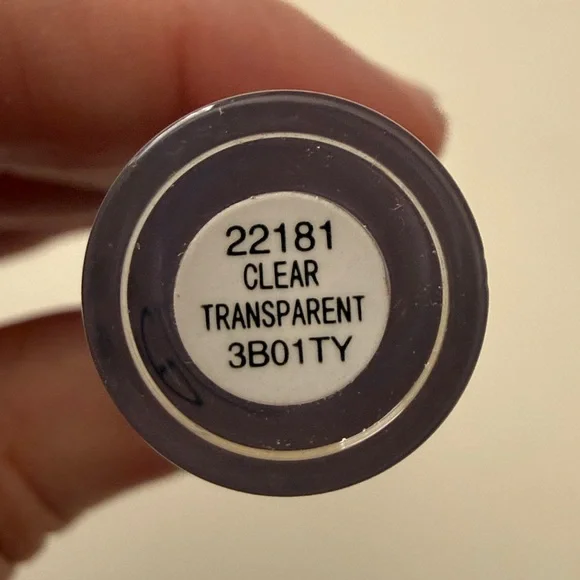 22181
CLEAR
TRANSPARENT
3B01TY